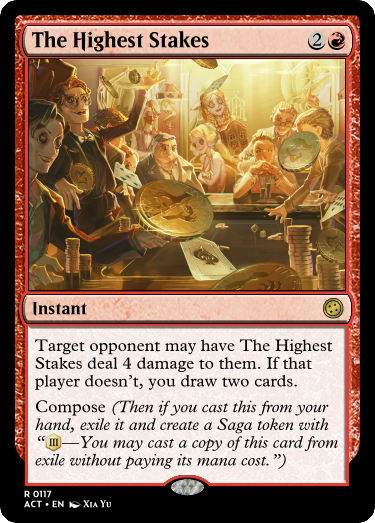 The Highest Stakes 2
Instant
Target opponent may have The Highest
Stakes deal 4 damage to them. If that
player doesn't, you draw two cards.
Compose (Then if you cast this from your
hand, exile it and create a Saga token with
“III—You may cast a copy of this card from
exile without paying its mana cost.”)
R 0117
ACT • EN Xia Yu